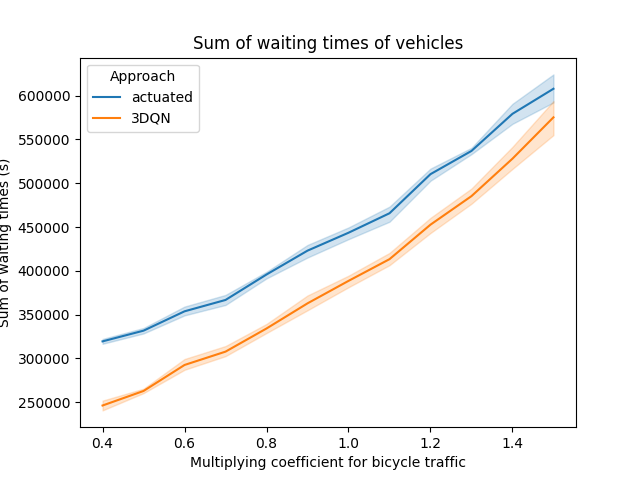 Sum of waiting times of vehicles
Approach
actuated
3DQN
600000
550000
500000
450000
400000
350000
300000
250000
Sum of waiting times (s)
0.4 0.6 0.8 1.0 1.2 1.4
Multiplying coefficient for bicycle traffic